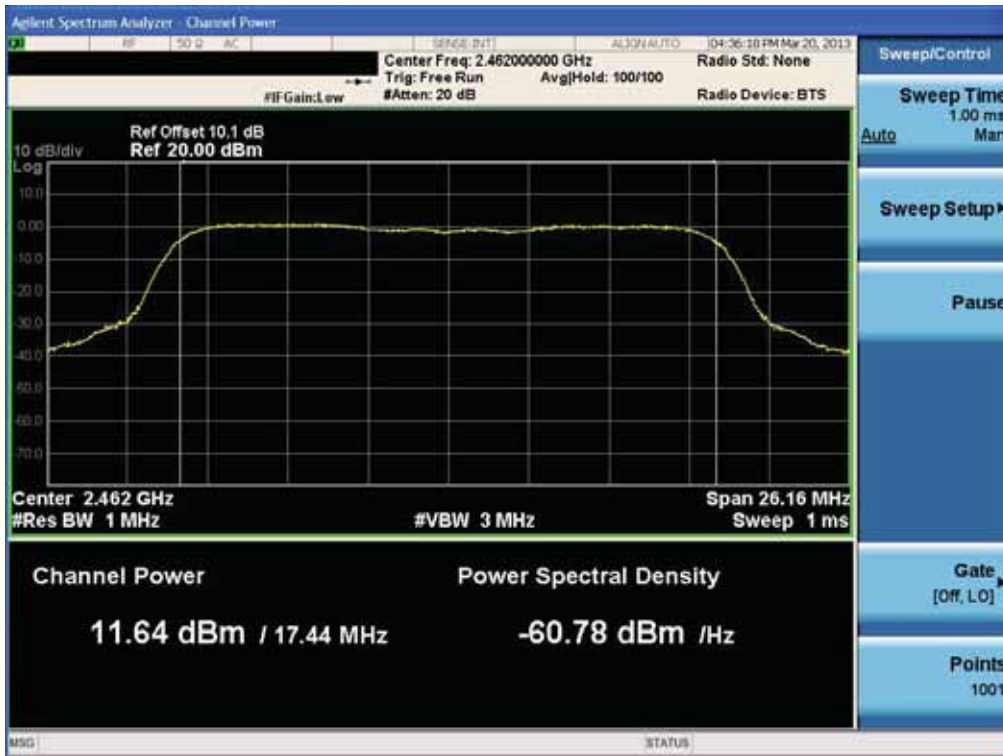 Agilent Spectrum Analyzer - Channel Power
RF 50 Ω AC SENSE:INT ALIGN AUTO 04:36:18 PM Mar 20, 2013
Center Freq: 2.462000000 GHz Radio Std: None
Trig: Free Run Avg|Hold: 100/100
#IFGain:Low #Atten: 20 dB Radio Device: BTS
Ref Offset 10.1 dB
10 dB/div Ref 20.00 dBm
Log
10.0
0.00
-10.0
-20.0
-30.0
-40.0
-50.0
-60.0
-70.0
Center 2.462 GHz Span 26.16 MHz
#Res BW 1 MHz #VBW 3 MHz Sweep 1 ms
Channel Power Power Spectral Density
11.64 dBm / 17.44 MHz -60.78 dBm /Hz
MSG STATUS
Sweep/Control
Sweep Time
1.00 ms
Auto Man
Sweep Setup
Pause
Gate
[Off, LO]
Points
1001